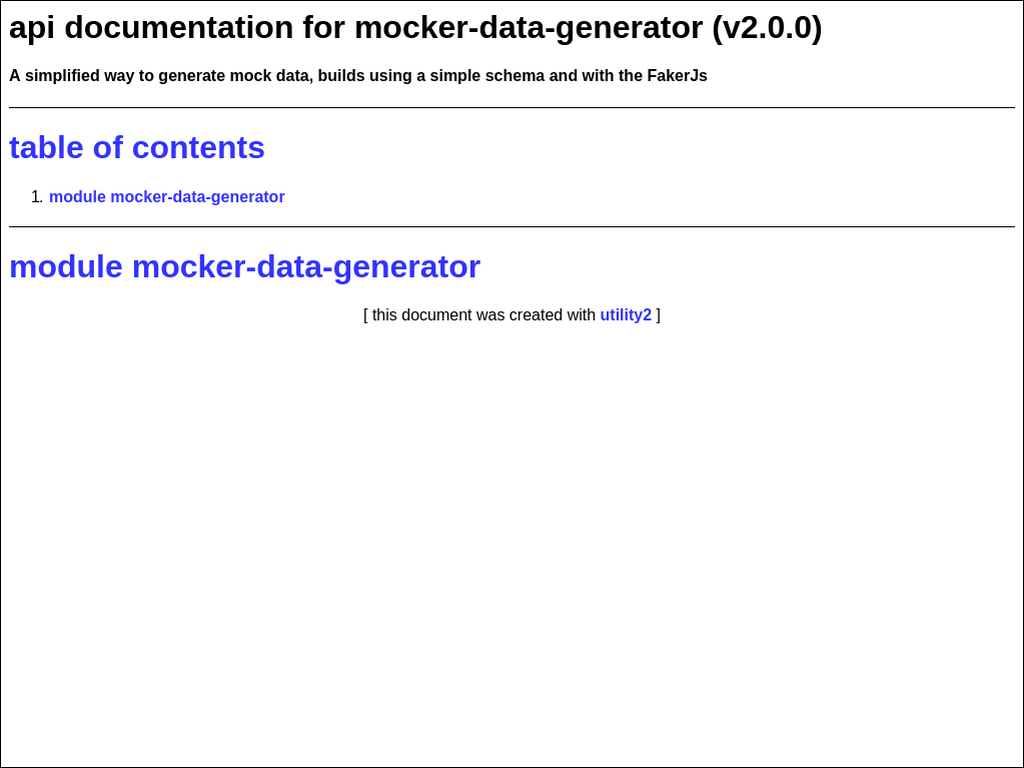 api documentation for mocker-data-generator (v2.0.0)
A simplified way to generate mock data, builds using a simple schema and with the FakerJs
table of contents
1. module mocker-data-generator
module mocker-data-generator
[ this document was created with utility2 ]